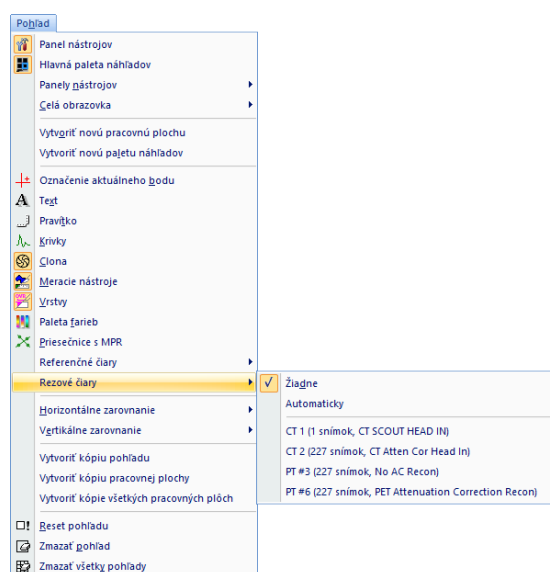 Pohľad
Panel nástrojov
Hlavná paleta náhľadov
Panely nástrojov
Celá obrazovka
Vytvoriť novú pracovnú plochu
Vytvoriť novú paletu náhľadov
Označenie aktuálneho bodu
Text
Pravítko
Krivky
Clona
Meracie nástroje
Vrstvy
Paleta farieb
Priesečnice s MPR
Referenčné čiary
Rezové čiary
Žiadne
Automaticky
CT 1 (1 snímok, CT SCOUT HEAD IN)
CT 2 (227 snímok, CT Atten Cor Head In)
PT #3 (227 snímok, No AC Recon)
PT #6 (227 snímok, PET Attenuation Correction Recon)
Horizontálne zarovnanie
Vertikálne zarovnanie
Vytvoriť kópiu pohľadu
Vytvoriť kópiu pracovnej plochy
Vytvoriť kópie všetkých pracovných plôch
Reset pohľadu
Zmazať pohľad
Zmazať všetky pohľady